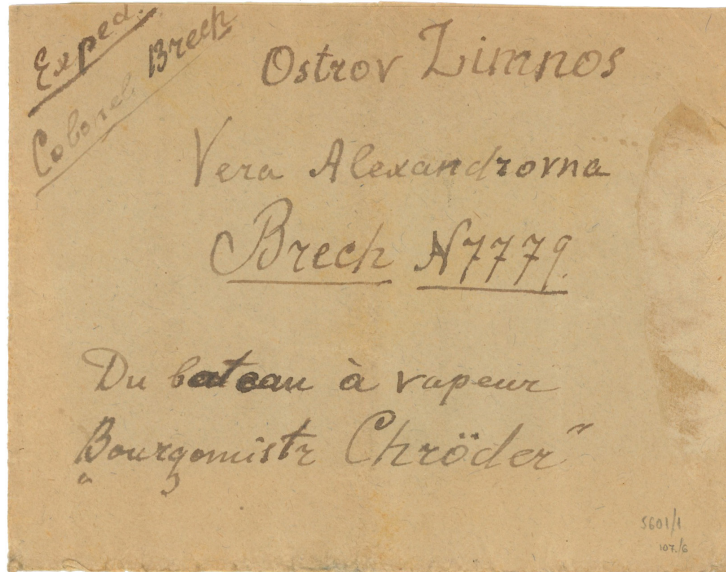 Exped.
Colonel Brech
Ostrov Limnos
Vera Alexandrovna
Brech N7779.
Du bateau à vapeur
„Bourgomistr Chröder"
5601/1
107./6